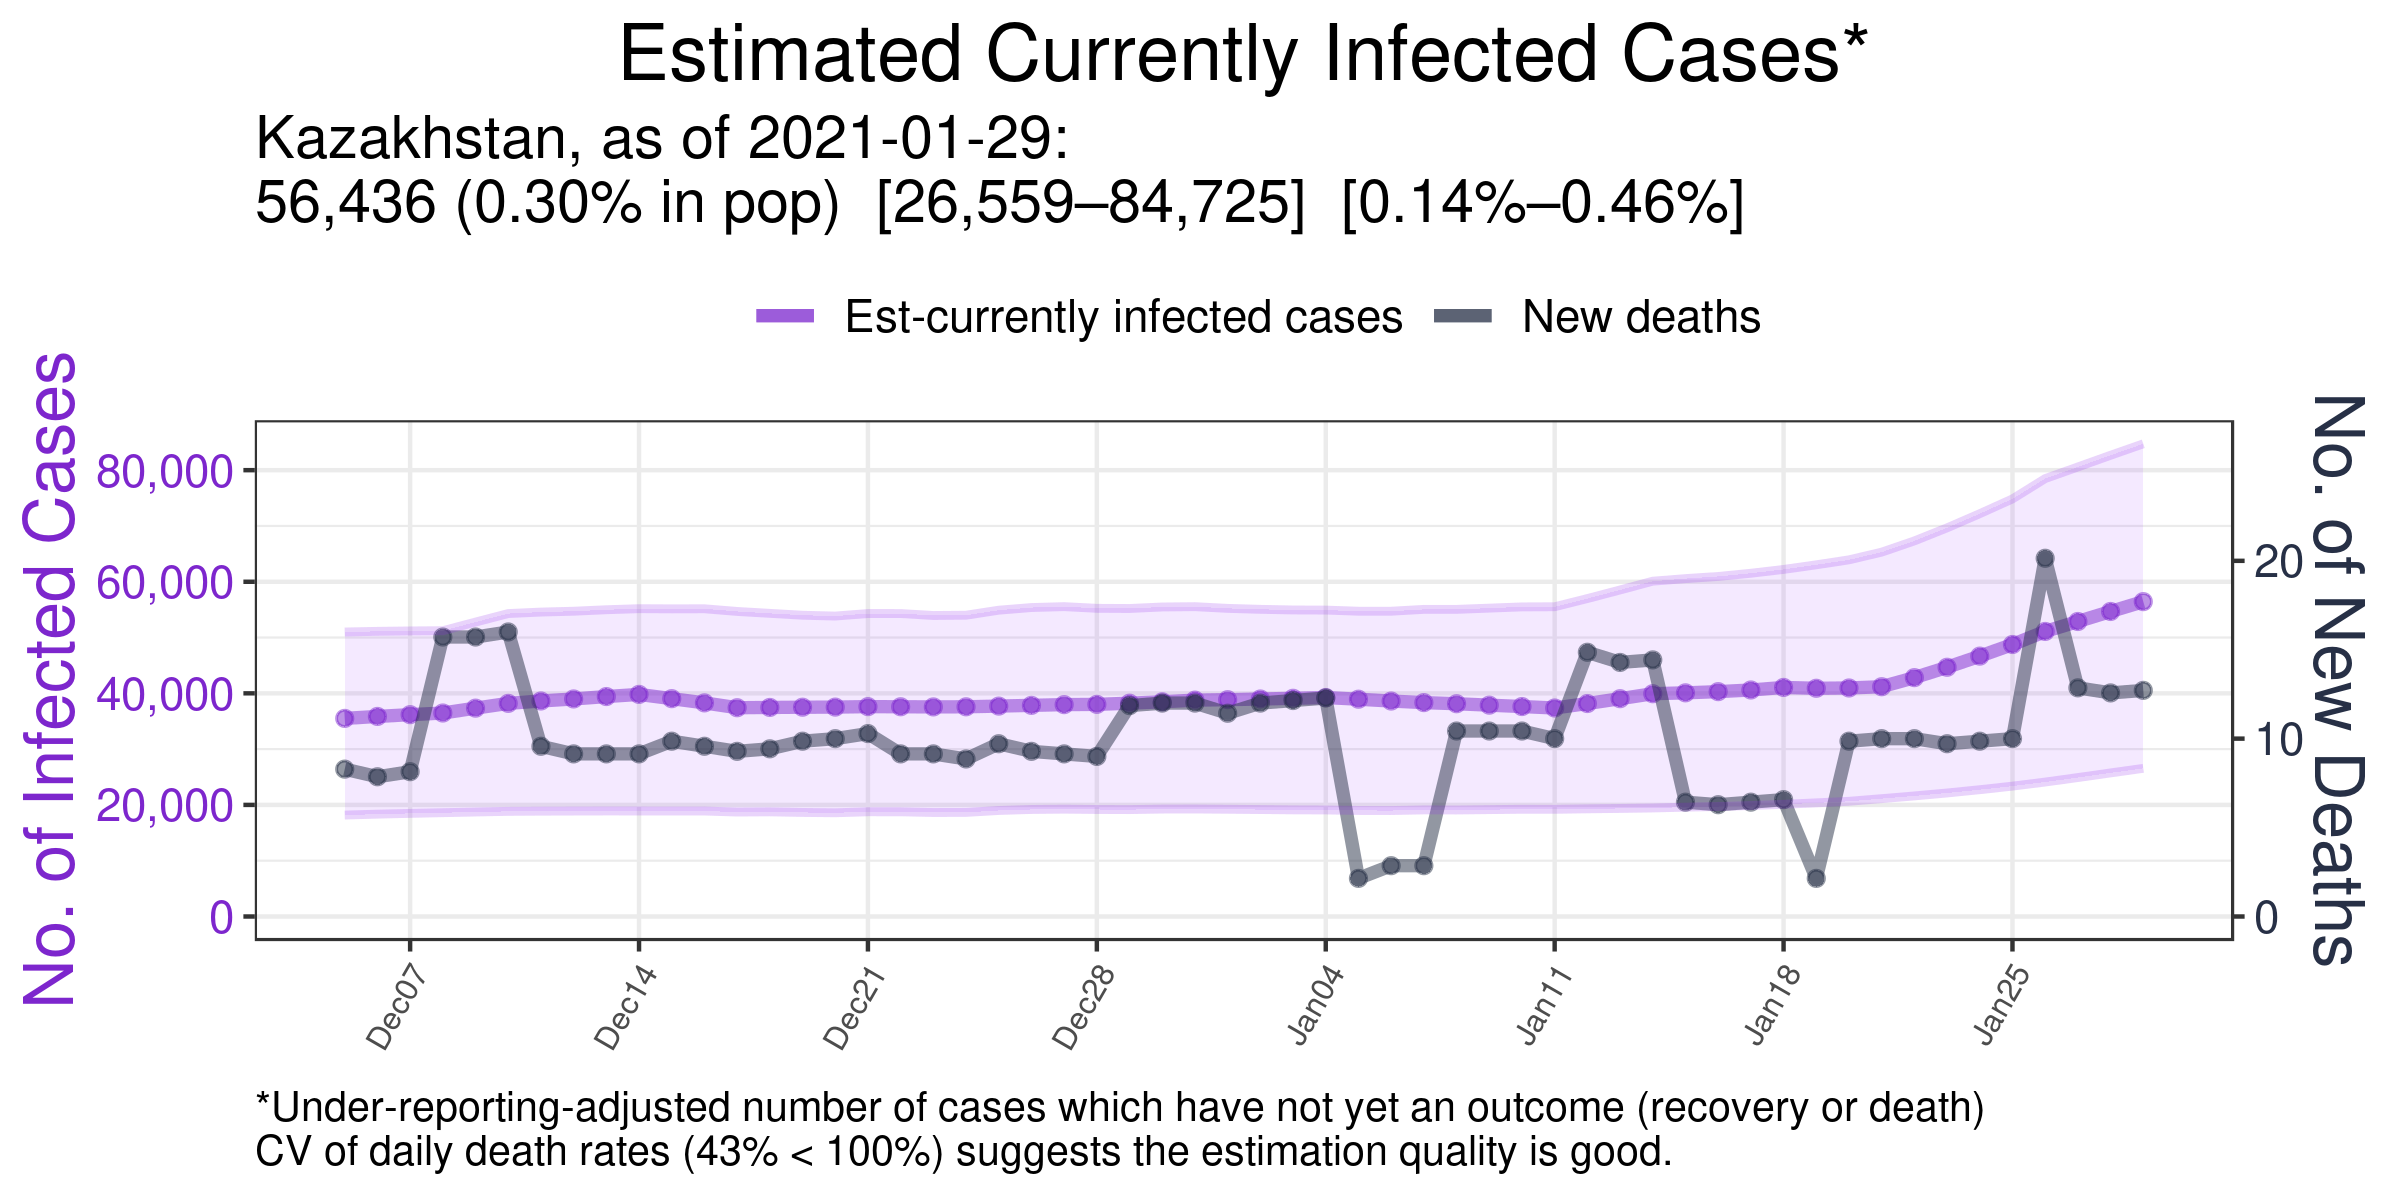 Estimated Currently Infected Cases*
Kazakhstan, as of 2021-01-29:
56,436 (0.30% in pop)  [26,559–84,725]  [0.14%–0.46%]
Est-currently infected cases
New deaths
No. of Infected Cases
80,000
60,000
40,000
20,000
0
20
10
0
No. of New Deaths
Dec07
Dec14
Dec21
Dec28
Jan04
Jan11
Jan18
Jan25
*Under-reporting-adjusted number of cases which have not yet an outcome (recovery or death)
CV of daily death rates (43% < 100%) suggests the estimation quality is good.